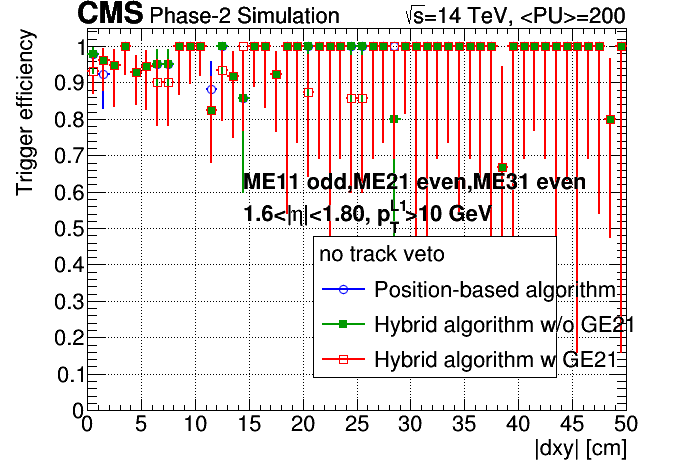 CMS Phase-2 Simulation √s=14 TeV, <PU>=200
Trigger efficiency
1
0.9
0.8
0.7
0.6
0.5
0.4
0.3
0.2
0.1
0
ME11 odd,ME21 even,ME31 even
1.6<|η|<1.80, p_T^L1>10 GeV
no track veto
Position-based algorithm
Hybrid algorithm w/o GE21
Hybrid algorithm w GE21
0 5 10 15 20 25 30 35 40 45 50
|dxy| [cm]